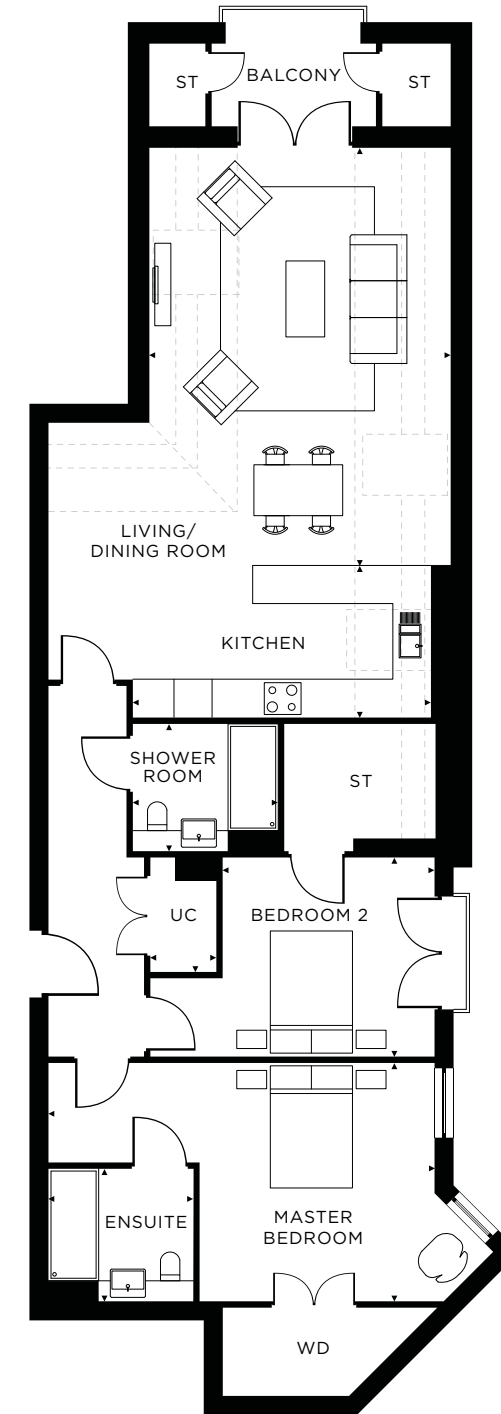 ST
BALCONY
ST
LIVING/
DINING ROOM
KITCHEN
SHOWER
ROOM
ST
UC
BEDROOM 2
ENSUITE
MASTER
BEDROOM
WD